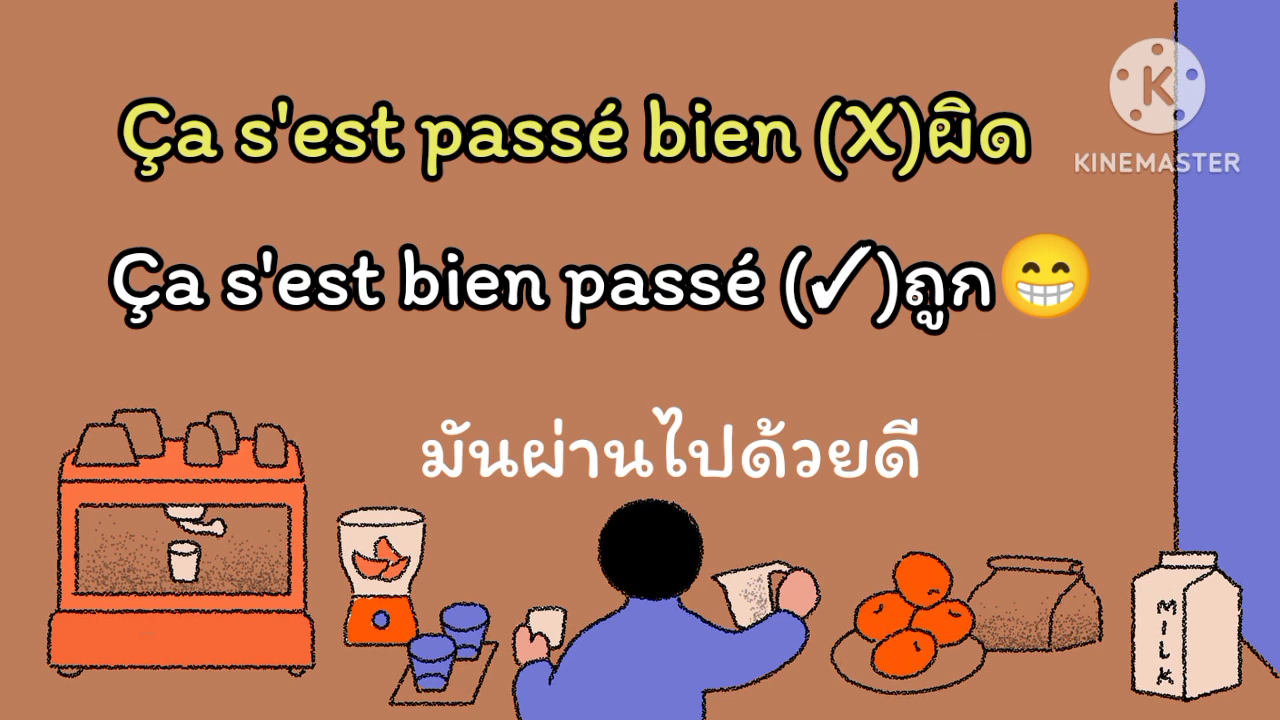 Ça s'est passé bien (X)ผิด
KINEMASTER
Ça s'est bien passé (✓)ถูก😁
มันผ่านไปด้วยดี
MILK